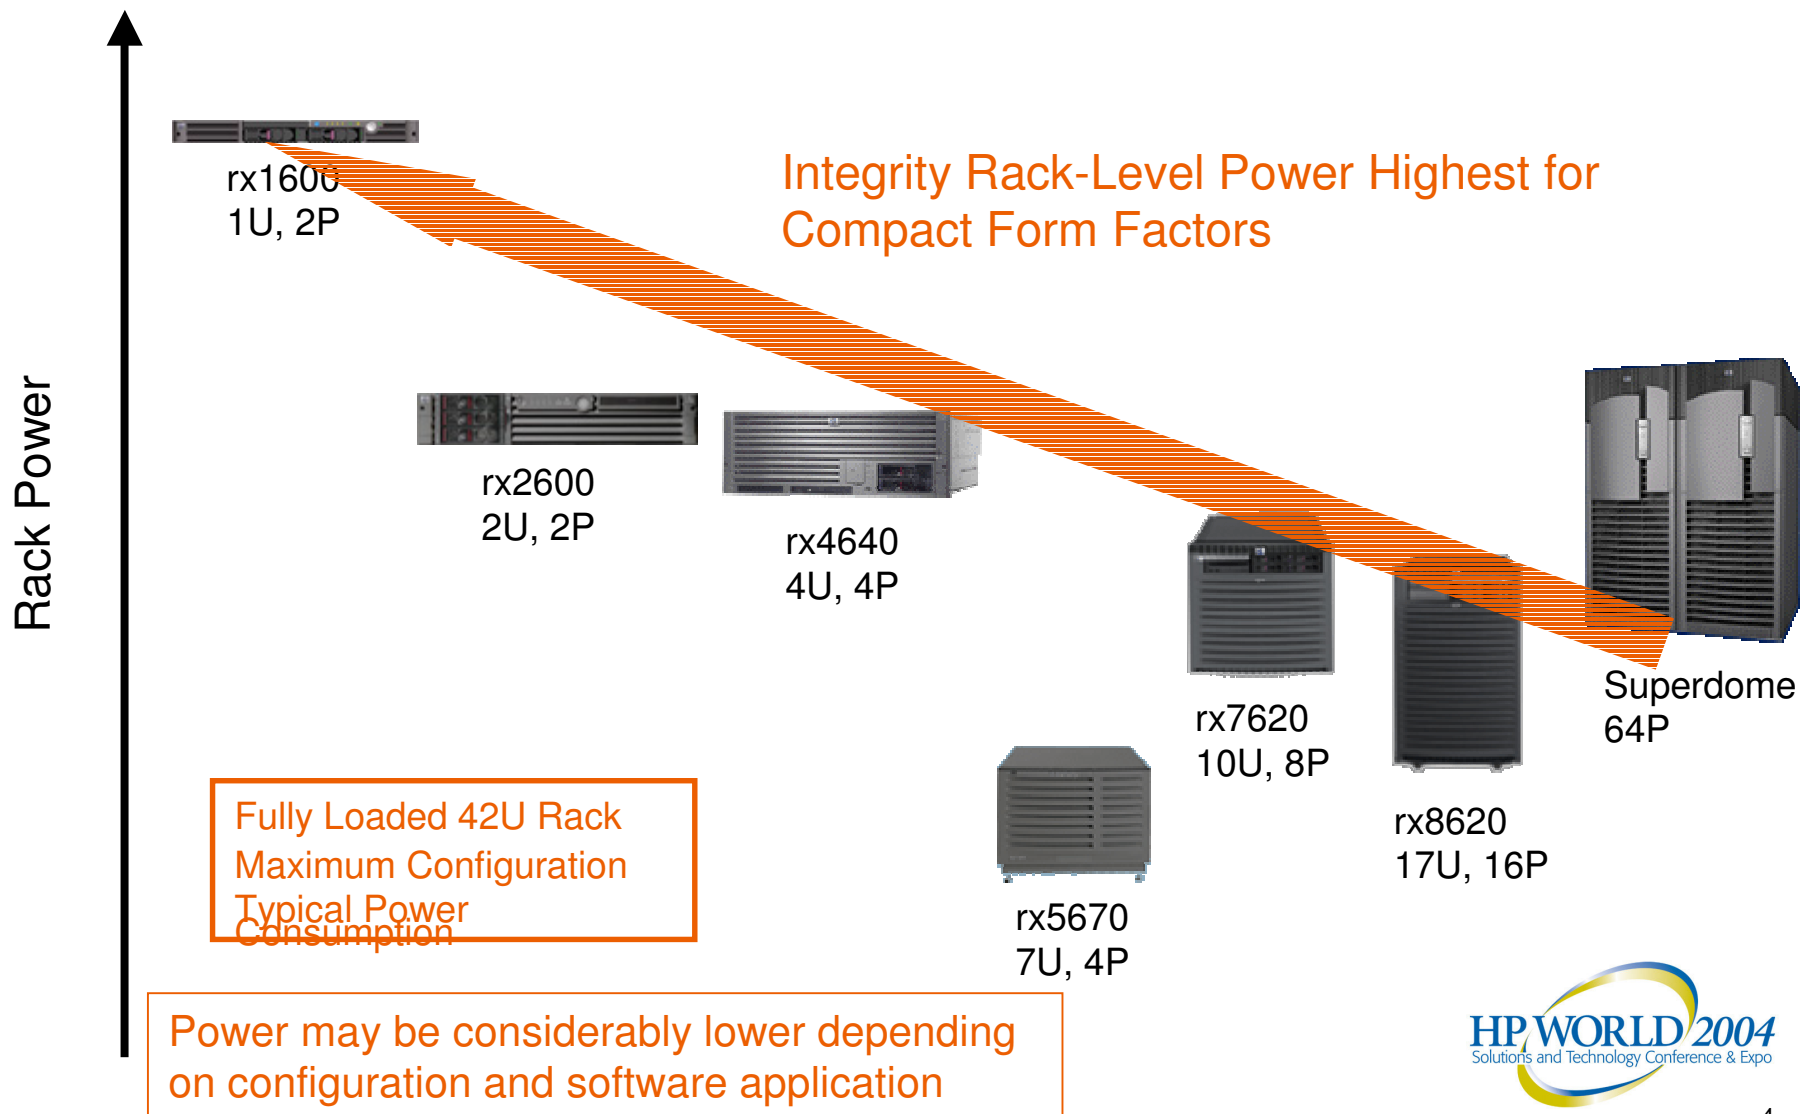 Rack Power
rx1600
1U, 2P
Integrity Rack-Level Power Highest for
Compact Form Factors
rx2600
2U, 2P
rx4640
4U, 4P
Superdome
64P
rx7620
10U, 8P
rx8620
17U, 16P
rx5670
7U, 4P
Fully Loaded 42U Rack
Maximum Configuration
Typical Power
Consumption
Power may be considerably lower depending
on configuration and software application
HP WORLD 2004
Solutions and Technology Conference & Expo